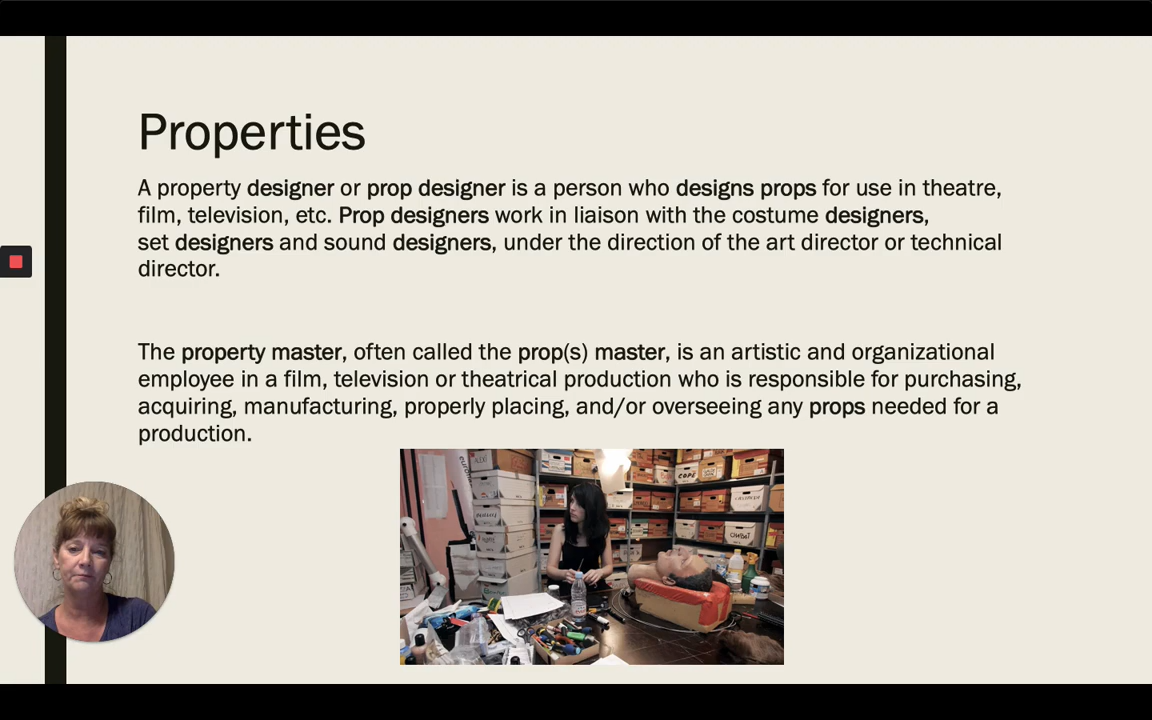 Properties
A property designer or prop designer is a person who designs props for use in theatre,
film, television, etc. Prop designers work in liaison with the costume designers,
set designers and sound designers, under the direction of the art director or technical
director.
The property master, often called the prop(s) master, is an artistic and organizational
employee in a film, television or theatrical production who is responsible for purchasing,
acquiring, manufacturing, properly placing, and/or overseeing any props needed for a
production.